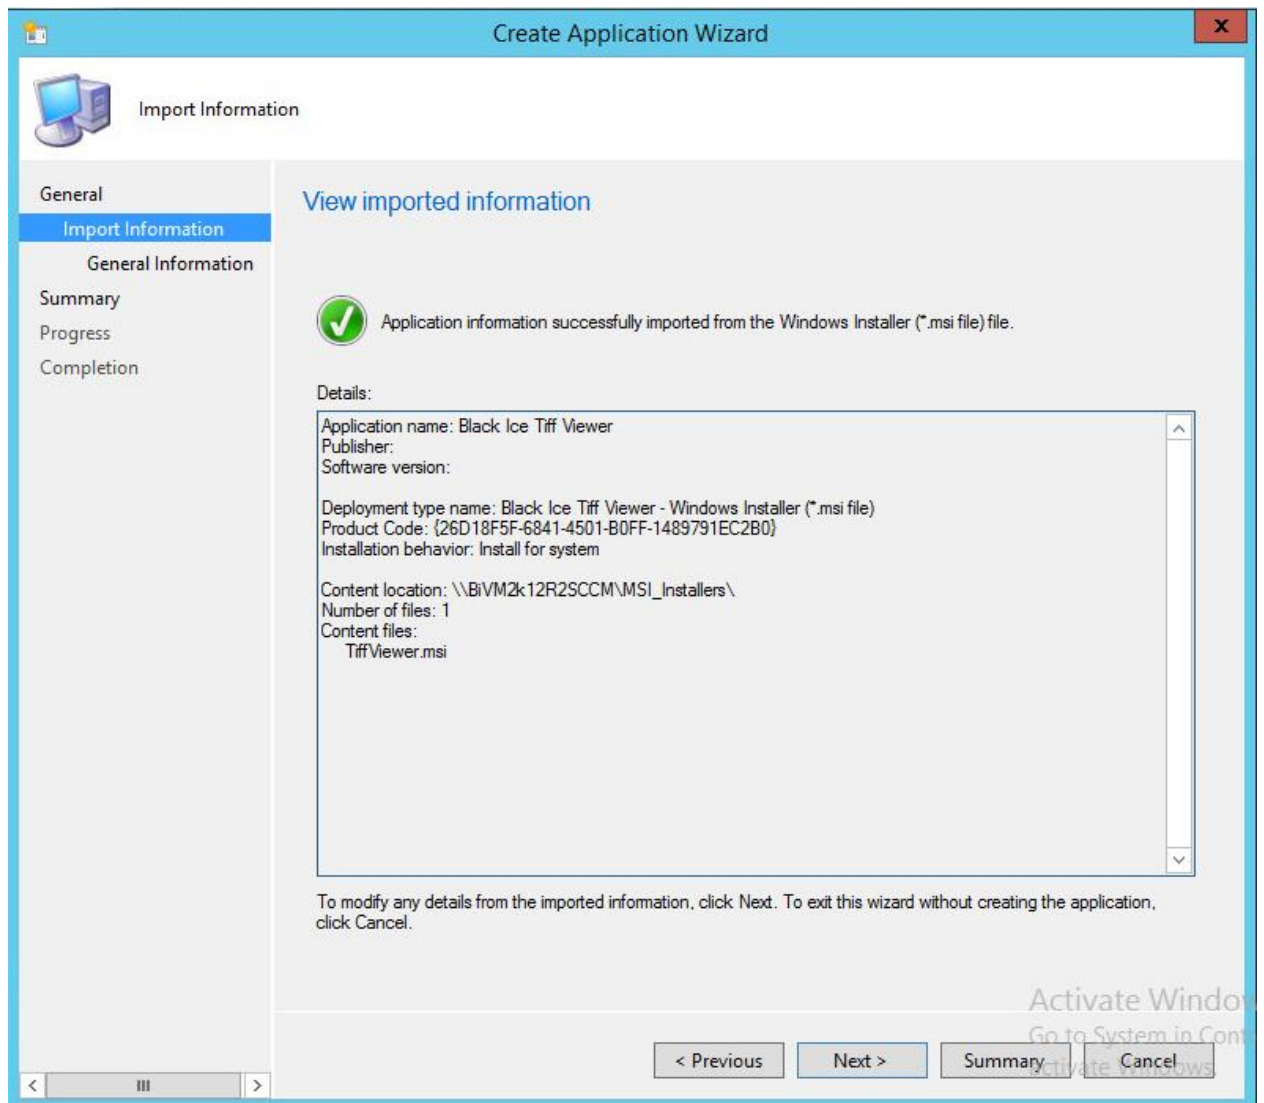 Create Application Wizard
x
Import Information
General
Import Information
General Information
Summary
Progress
Completion
View imported information
Application information successfully imported from the Windows Installer (*.msi file) file.
Details:
Application name: Black Ice Tiff Viewer
Publisher:
Software version:
Deployment type name: Black Ice Tiff Viewer - Windows Installer (*.msi file)
Product Code: {26D18F5F-6841-4501-B0FF-1489791EC2B0}
Installation behavior: Install for system
Content location: \\BiVM2k12R2SCCM\MSI_Installers\
Number of files: 1
Content files:
TiffViewer.msi
To modify any details from the imported information, click Next. To exit this wizard without creating the application,
click Cancel.
Activate Window
Go to System in Cont
activate Windows.
< Previous
Next >
Summary
Cancel